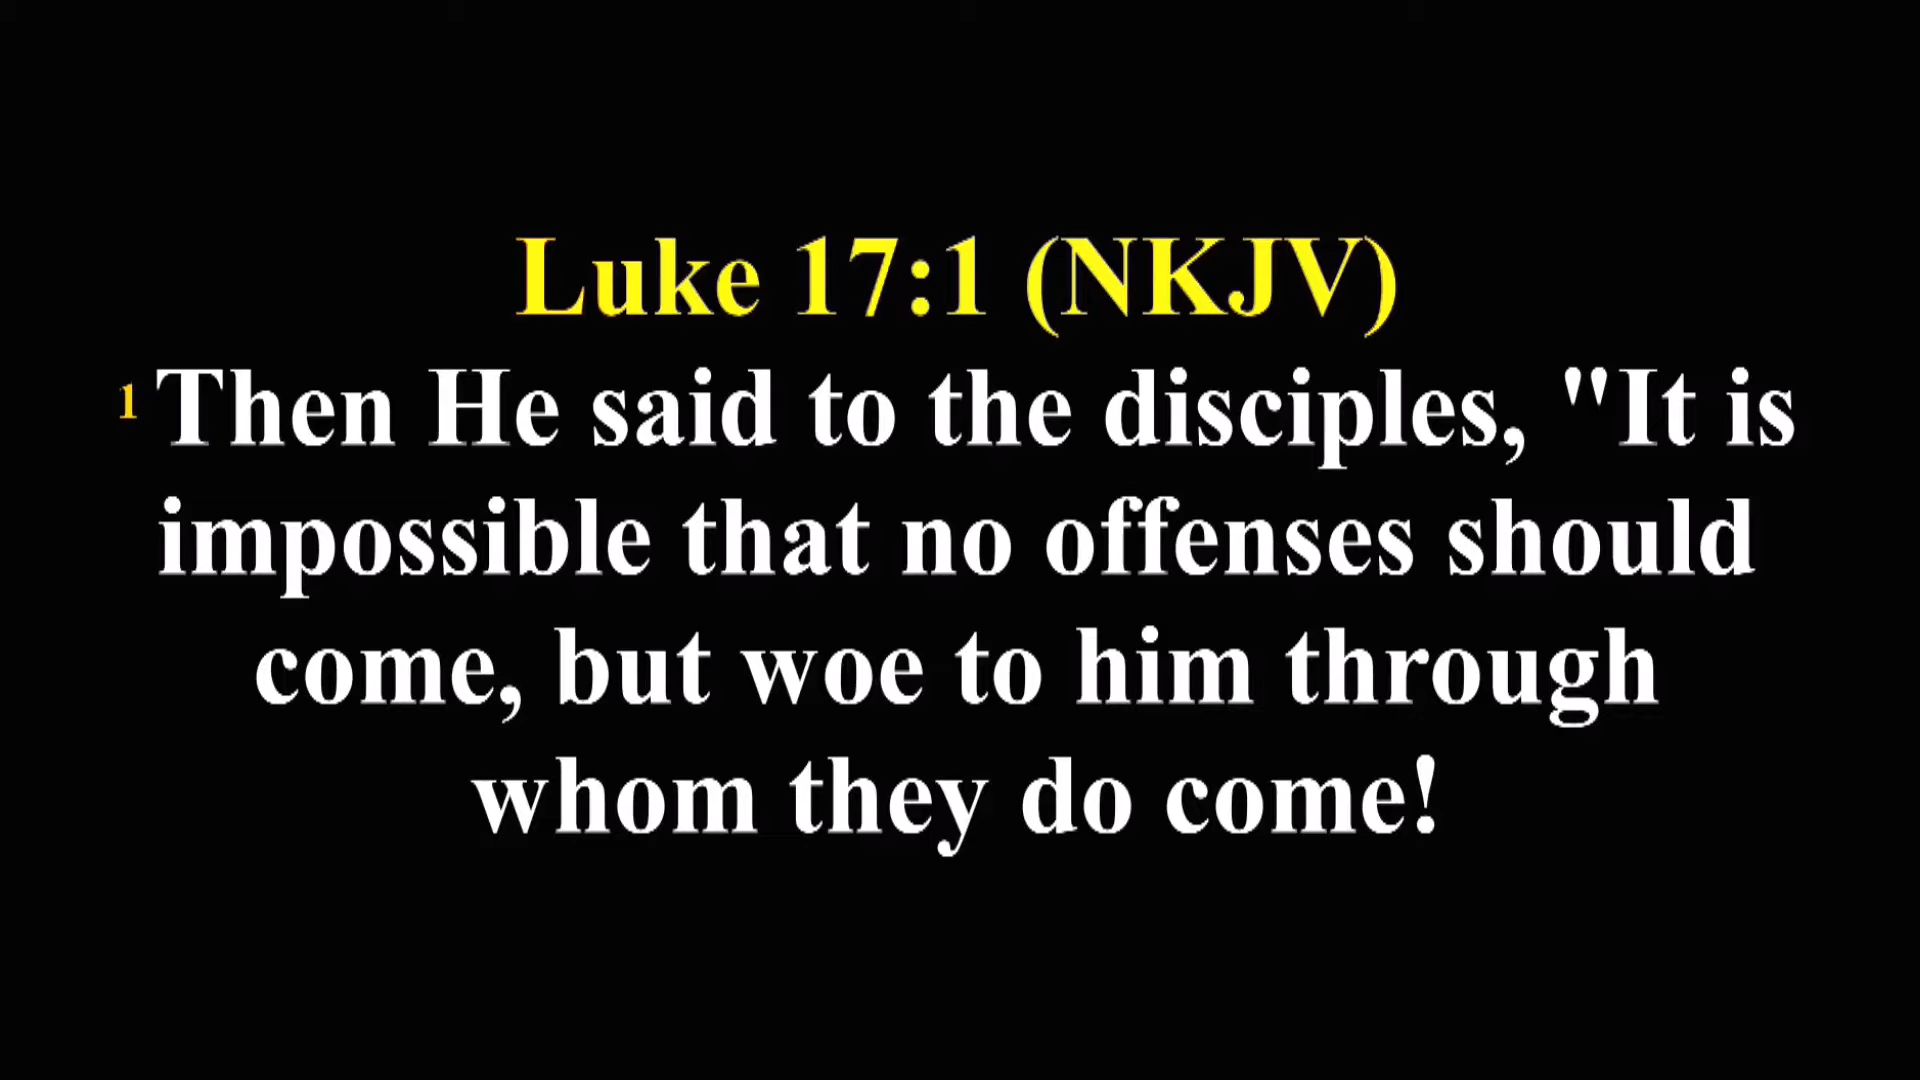 Luke 17:1 (NKJV)
1 Then He said to the disciples, "It is
impossible that no offenses should
come, but woe to him through
whom they do come!